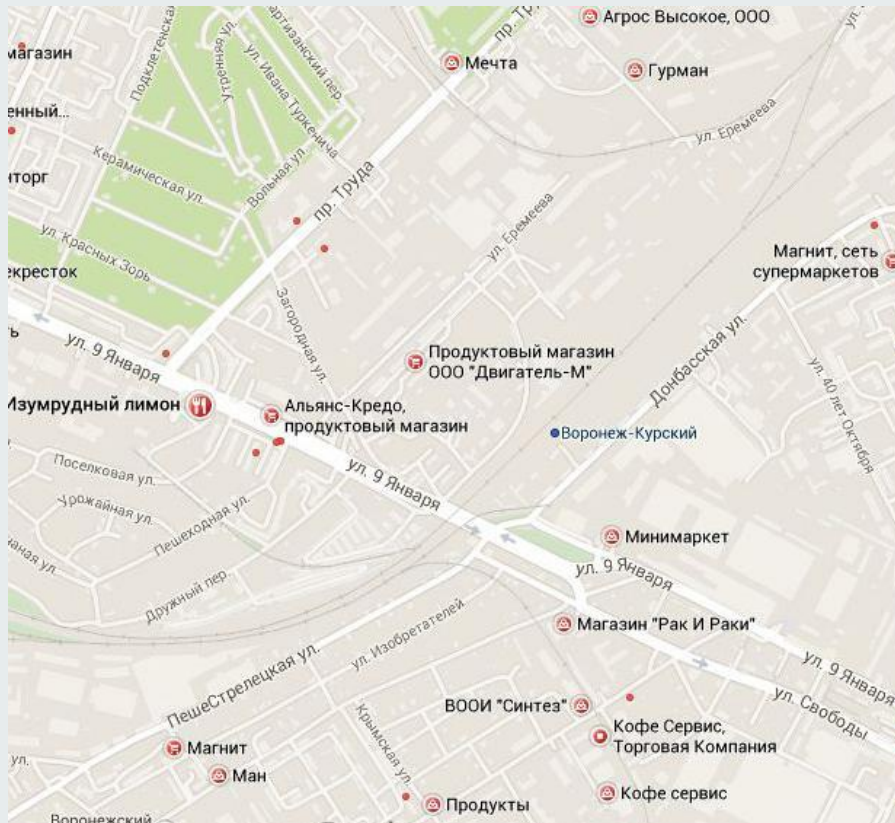 пр. Труда
Агрос Высокое, ООО
Подклетенская
Утренняя ул.
ул. Ивана Туркенича
Партизанский пер.
магазин
Мечта
Гурман
енный...
ул. Еремеева
Керамическая ул.
Вольная ул.
пр. Труда
нторг
ул. Красных Зорь
ул. Еремеева
екресток
Магнит, сеть
супермаркетов
Загородная ул.
Донбасская ул.
ул. 9 Января
Продуктовый магазин
ООО "Двигатель-М"
ул. 40 лет Октября
Изумрудный лимон
Альянс-Кредо,
продуктовый магазин
Воронеж-Курский
Поселковая ул.
ул. 9 Января
Урожайная ул.
Пешеходная ул.
Минимаркет
ул. 9 Января
Дружный пер.
ул. Изобретателей
Магазин "Рак И Раки"
ПешеСтрелецкая ул.
ул. 9 Января
ул. Свободы
ВООИ "Синтез"
Крымская ул.
Кофе Сервис,
Торговая Компания
Магнит
ул.
Ман
Кофе сервис
Продукты
Воронежский